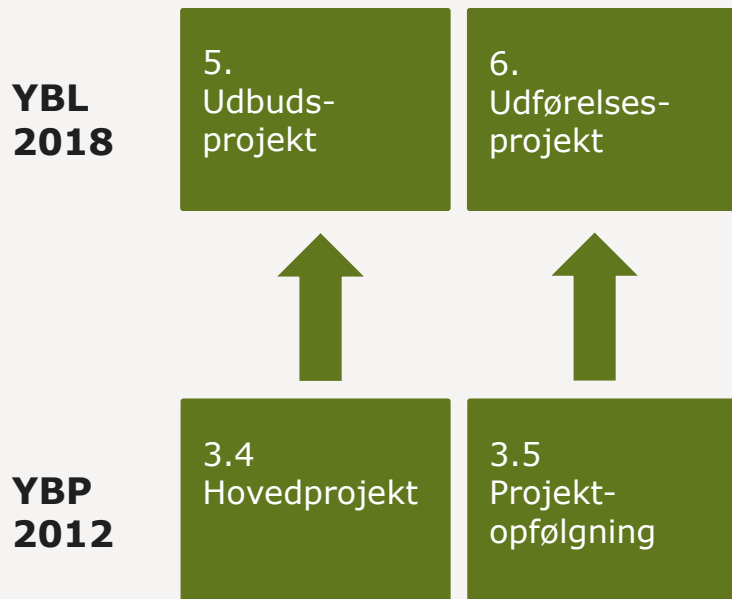 YBL
2018
5.
Udbuds-
projekt
6.
Udførelses-
projekt
YBP
2012
3.4
Hovedprojekt
3.5
Projekt-
opfølgning